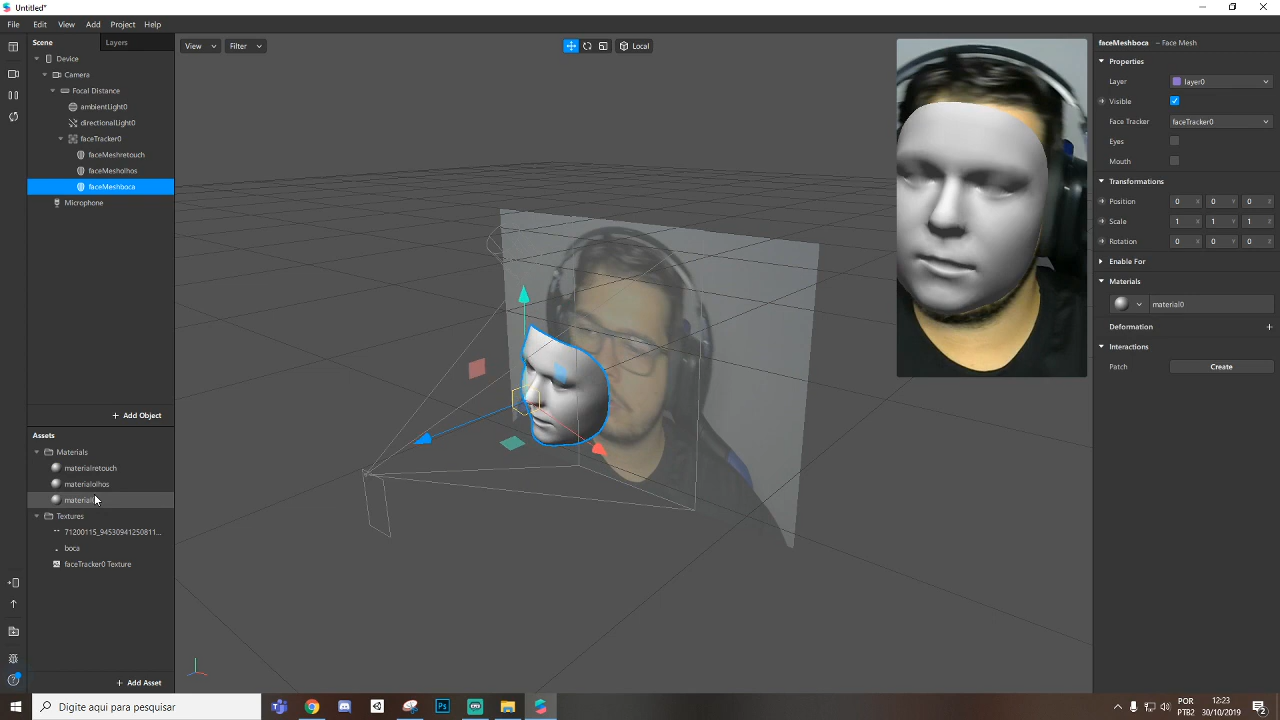 Untitled*
File Edit View Add Project Help
Scene Layers
Device
Camera
Focal Distance
ambientLight0
directionalLight0
faceTracker0
faceMeshretouch
faceMesholhos
faceMeshboca
Microphone
+ Add Object
Assets
Materials
materialretouch
materialolhos
Textures
71200115_94530941250811...
boca
faceTracker0 Texture
+ Add Asset
View Filter
Local
faceMeshboca – Face Mesh
Properties
Layer layer0
Visible
Face Tracker faceTracker0
Eyes
Mouth
Transformations
Position 0 X 0 Y 0 Z
Scale 1 X 1 Y 1 Z
Rotation 0 X 0 Y 0 Z
Enable For
Materials
material0
Deformation +
Interactions
Patch Create
Digite aqui para pesquisar
Ps
POR
PTB2
12:23
30/10/2019
2